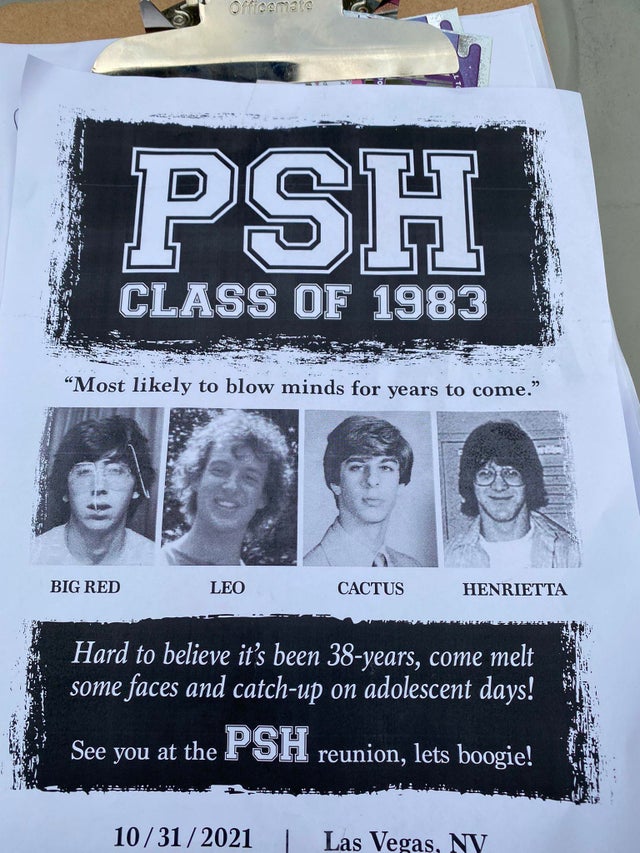 Officemate
PSH
CLASS OF 1983
“Most likely to blow minds for years to come.”
BIG RED
LEO
CACTUS
HENRIETTA
Hard to believe it’s been 38-years, come melt
some faces and catch-up on adolescent days!
See you at the PSH reunion, lets boogie!
10/31/2021 | Las Vegas, NV